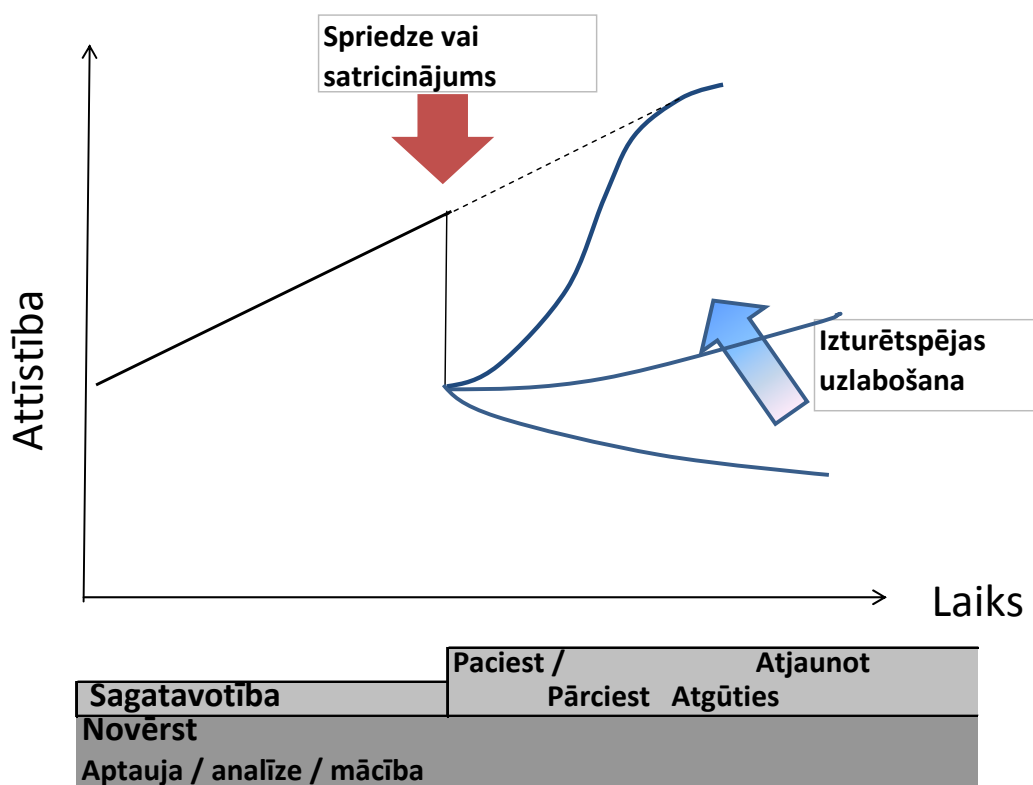 Spriedze vai
satricinājums
Attīstība
Izturētspējas
uzlabošana
Laiks
Paciest / Atjaunot
Sagatavotība Pārciest Atgūties
Novērst
Aptauja / analīze / mācība